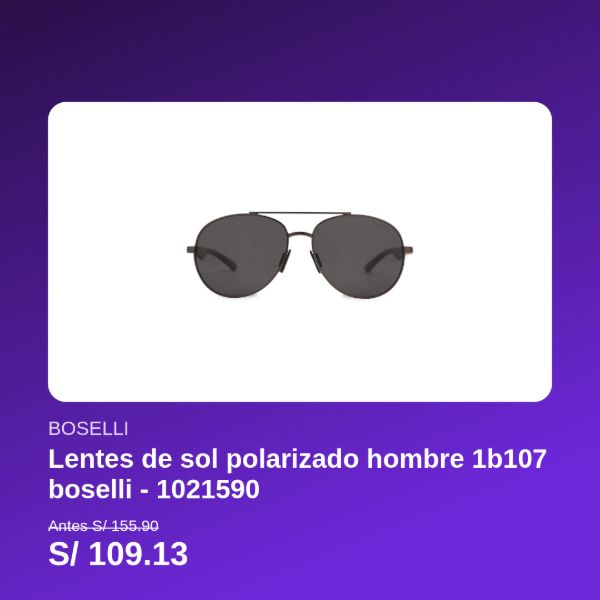 BOSELLI
Lentes de sol polarizado hombre 1b107
boselli - 1021590
Antes S/ 155.90
S/ 109.13